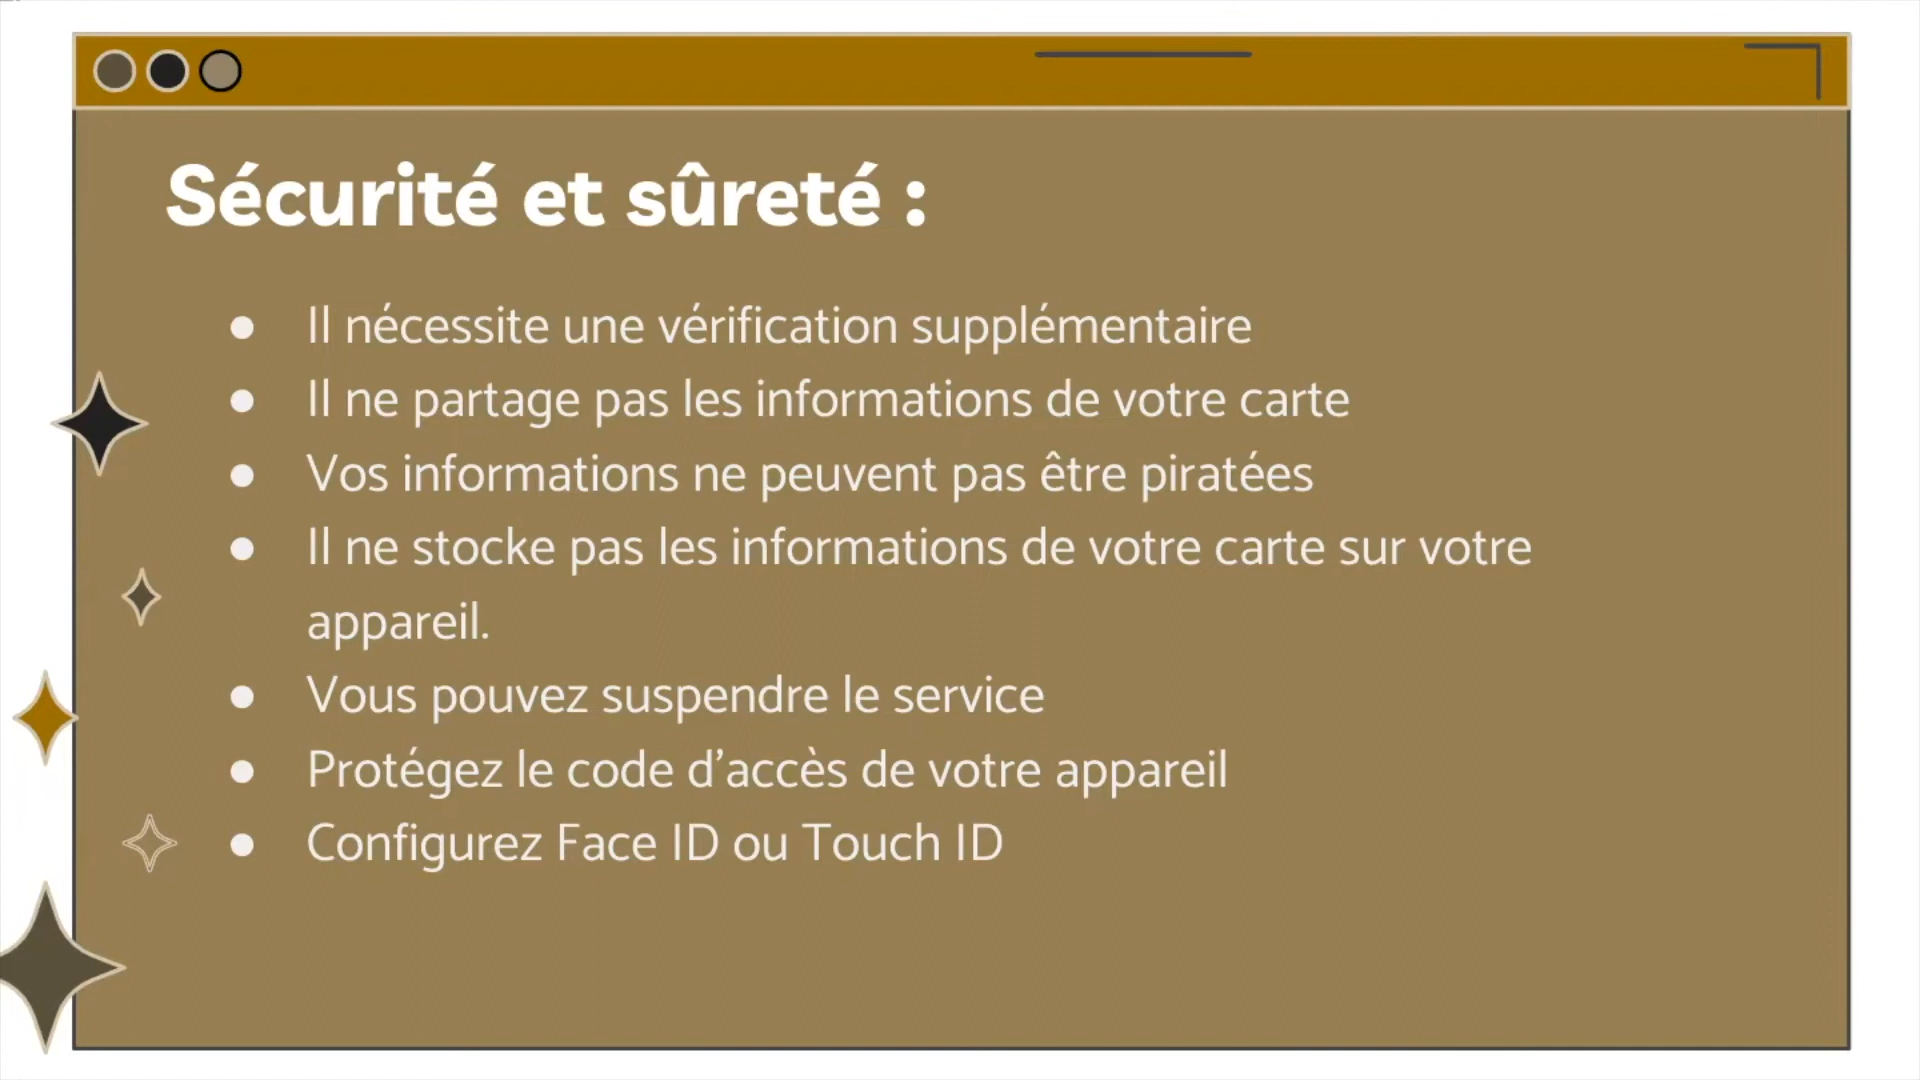 Sécurité et sûreté :
● Il nécessite une vérification supplémentaire
● Il ne partage pas les informations de votre carte
● Vos informations ne peuvent pas être piratées
● Il ne stocke pas les informations de votre carte sur votre
appareil.
● Vous pouvez suspendre le service
● Protégez le code d’accès de votre appareil
● Configurez Face ID ou Touch ID